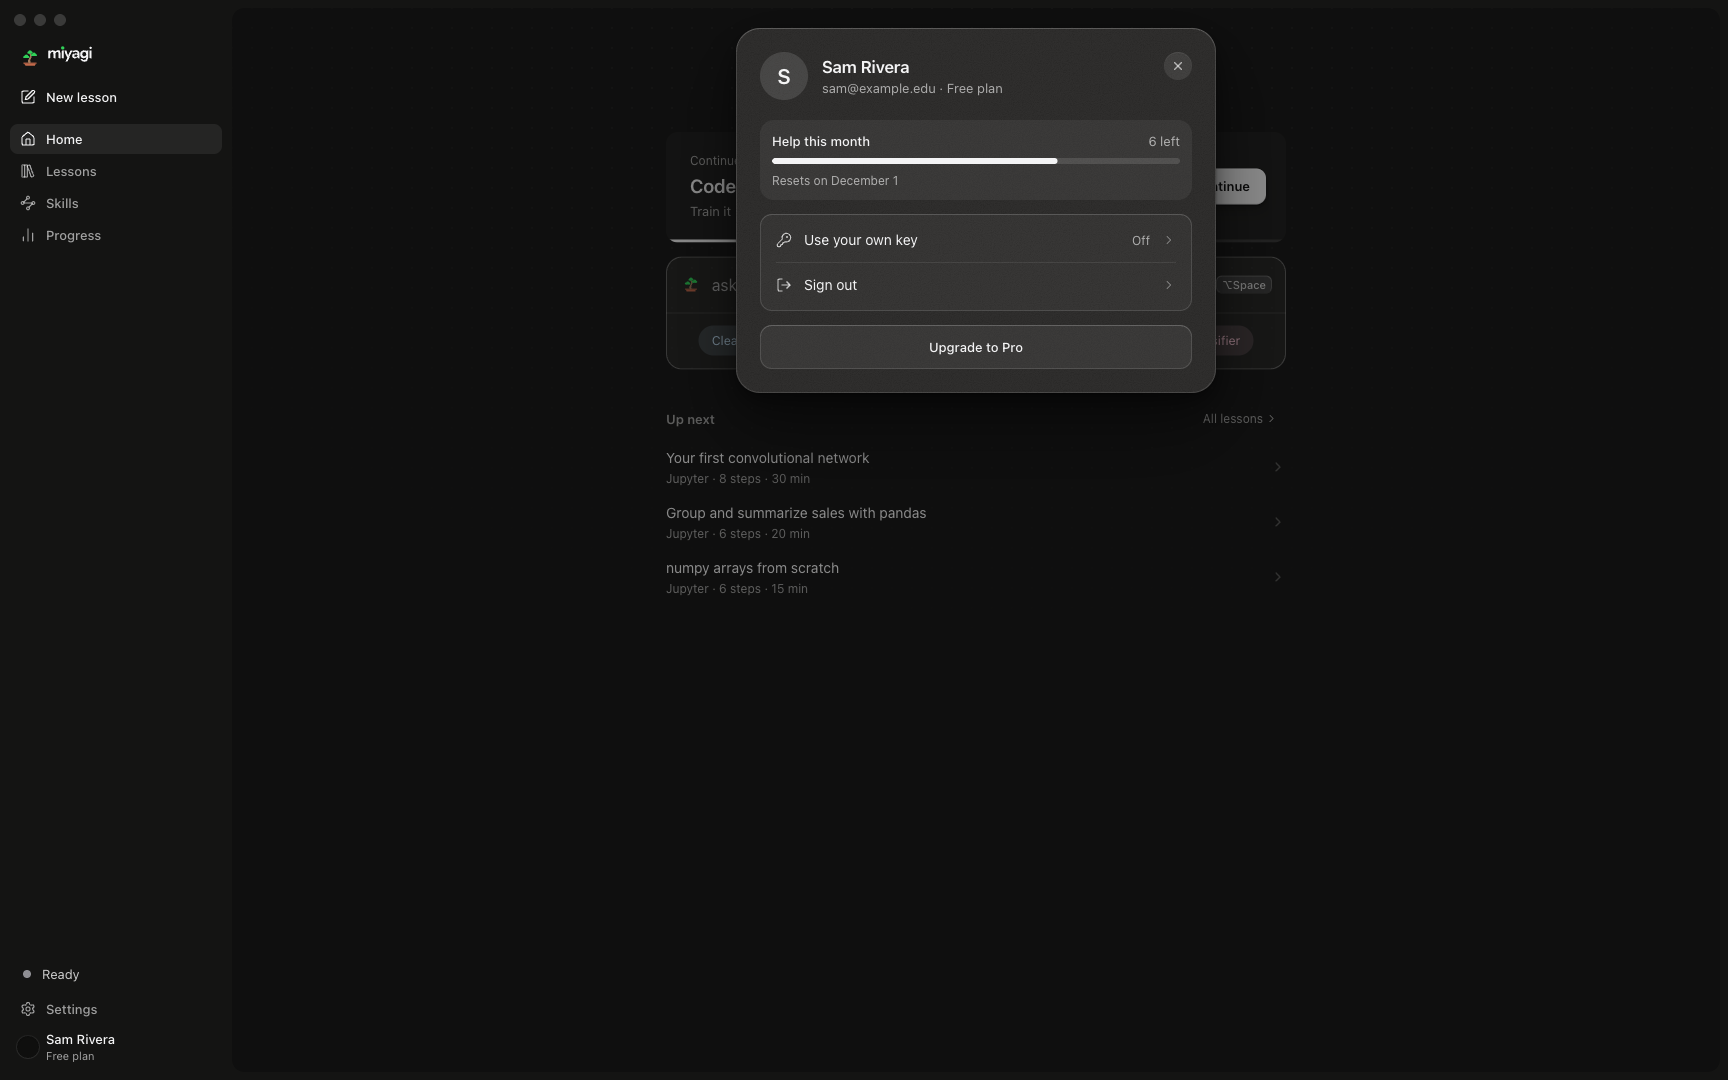 miyagi
New lesson
Home
Lessons
Skills
Progress
Ready
Settings
Sam Rivera
Free plan
S
Sam Rivera
sam@example.edu · Free plan
Help this month
6 left
Resets on December 1
Use your own key
Off
Sign out
Upgrade to Pro
Code
Train it
ask
⌥Space
Up next
All lessons
Your first convolutional network
Jupyter · 8 steps · 30 min
Group and summarize sales with pandas
Jupyter · 6 steps · 20 min
numpy arrays from scratch
Jupyter · 6 steps · 15 min